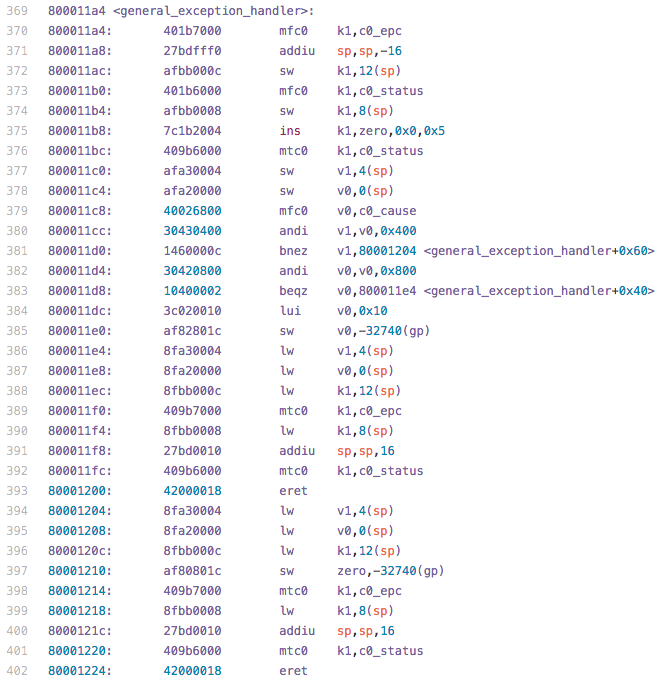 369 800011a4 <general_exception_handler>:
370 800011a4: 401b7000 mfc0 k1,c0_epc
371 800011a8: 27bdfff0 addiu sp,sp,-16
372 800011ac: afbb000c sw k1,12(sp)
373 800011b0: 401b6000 mfc0 k1,c0_status
374 800011b4: afbb0008 sw k1,8(sp)
375 800011b8: 7c1b2004 ins k1,zero,0x0,0x5
376 800011bc: 409b6000 mtc0 k1,c0_status
377 800011c0: afa30004 sw v1,4(sp)
378 800011c4: afa20000 sw v0,0(sp)
379 800011c8: 40026800 mfc0 v0,c0_cause
380 800011cc: 30430400 andi v1,v0,0x400
381 800011d0: 1460000c bnez v1,80001204 <general_exception_handler+0x60>
382 800011d4: 30420800 andi v0,v0,0x800
383 800011d8: 10400002 beqz v0,800011e4 <general_exception_handler+0x40>
384 800011dc: 3c020010 lui v0,0x10
385 800011e0: af82801c sw v0,-32740(gp)
386 800011e4: 8fa30004 lw v1,4(sp)
387 800011e8: 8fa20000 lw v0,0(sp)
388 800011ec: 8fbb000c lw k1,12(sp)
389 800011f0: 409b7000 mtc0 k1,c0_epc
390 800011f4: 8fbb0008 lw k1,8(sp)
391 800011f8: 27bd0010 addiu sp,sp,16
392 800011fc: 409b6000 mtc0 k1,c0_status
393 80001200: 42000018 eret
394 80001204: 8fa30004 lw v1,4(sp)
395 80001208: 8fa20000 lw v0,0(sp)
396 8000120c: 8fbb000c lw k1,12(sp)
397 80001210: af80801c sw zero,-32740(gp)
398 80001214: 409b7000 mtc0 k1,c0_epc
399 80001218: 8fbb0008 lw k1,8(sp)
400 8000121c: 27bd0010 addiu sp,sp,16
401 80001220: 409b6000 mtc0 k1,c0_status
402 80001224: 42000018 eret